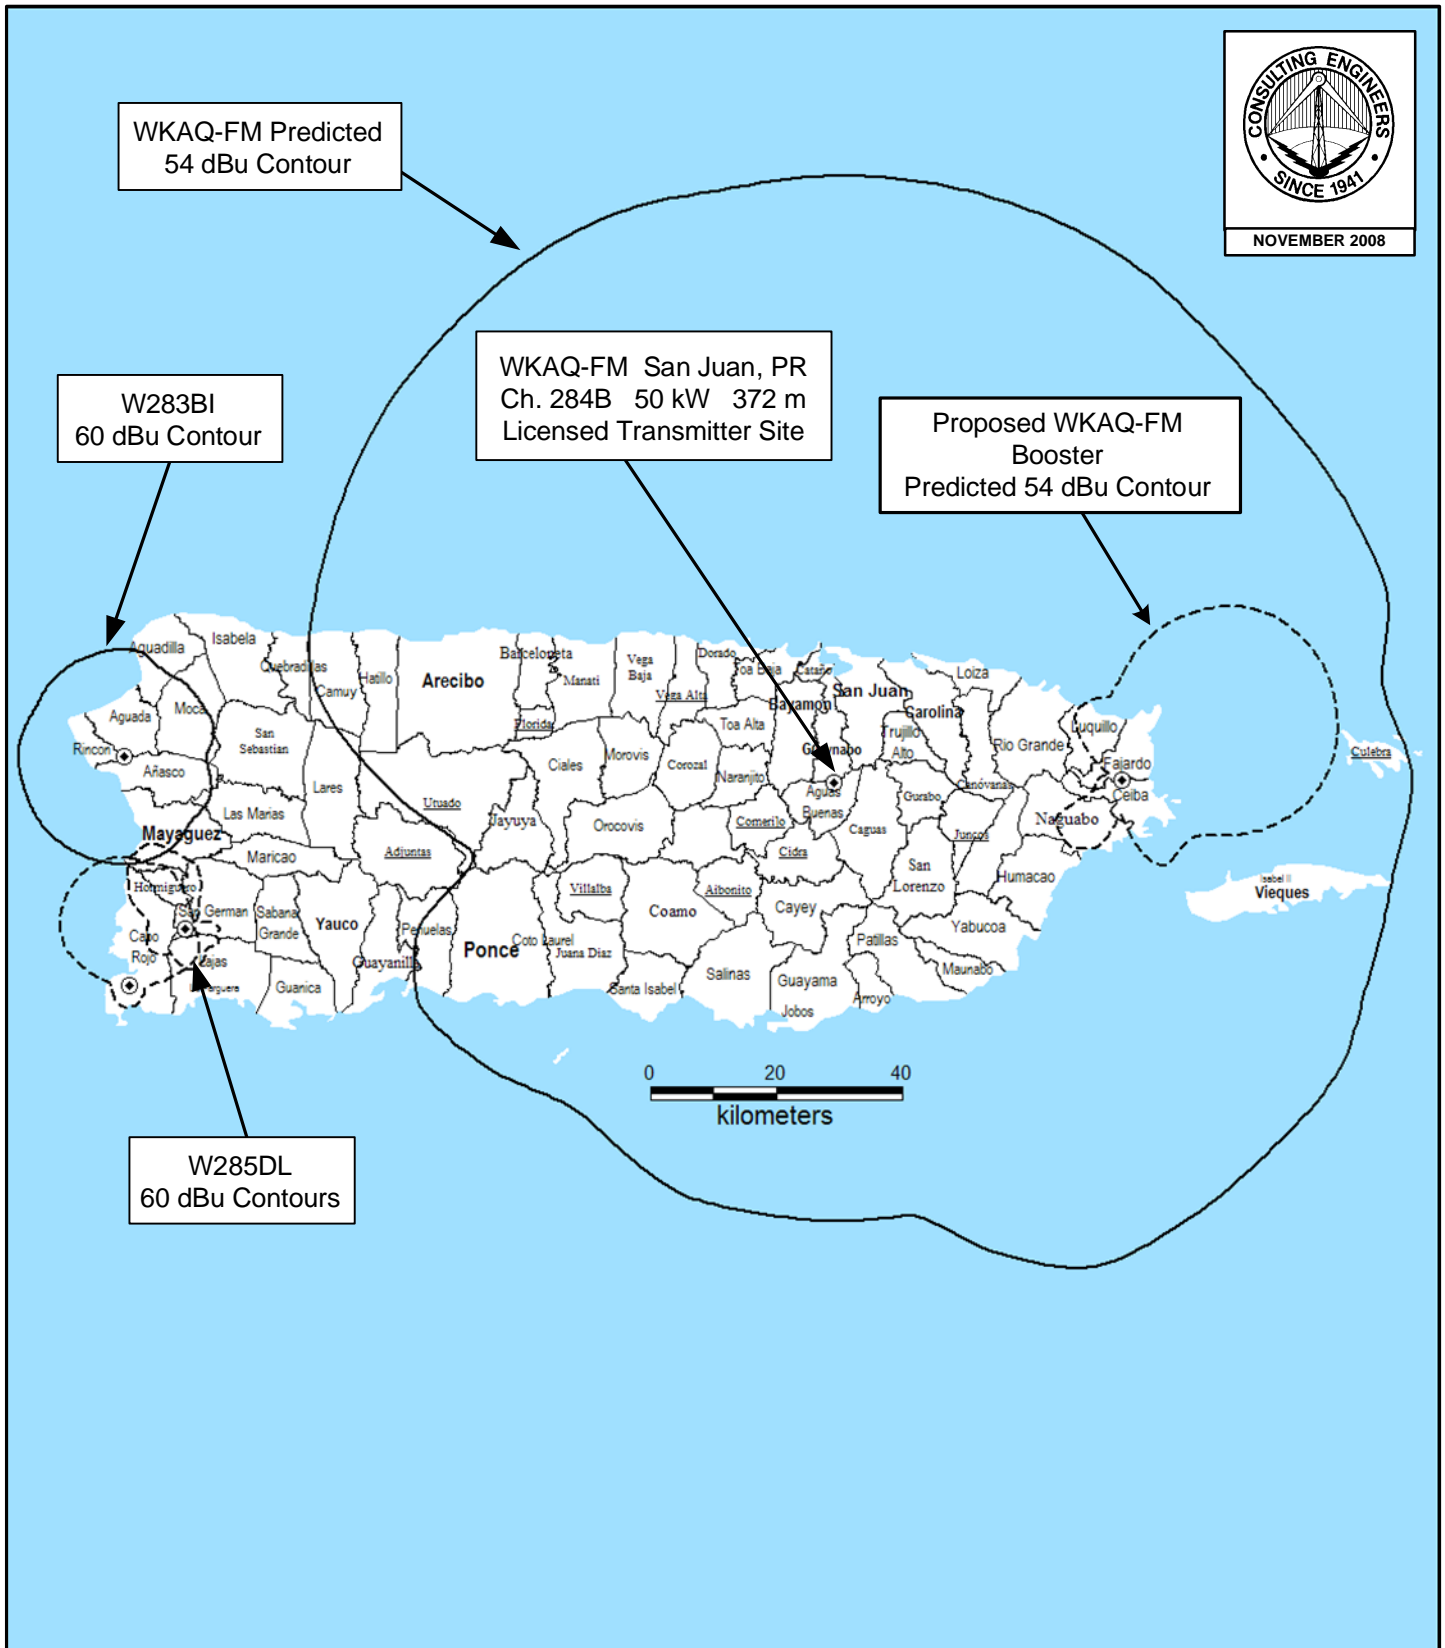 CONSULTING ENGINEERS
SINCE 1941
NOVEMBER 2008
WKAQ-FM Predicted
54 dBu Contour
W283BI
60 dBu Contour
WKAQ-FM San Juan, PR
Ch. 284B 50 kW 372 m
Licensed Transmitter Site
Proposed WKAQ-FM
Booster
Predicted 54 dBu Contour
Aguadilla
Isabela
Quebradillas
Camuy
Hatillo
Arecibo
Barceloneta
Manati
Vega
Baja
Vega Alta
Dorado
Toa Baja
Cataño
San Juan
Loiza
Bayamon
Carolina
Aguada
Moca
San
Sebastian
Florida
Toa Alta
Trujillo
Alto
Rio Grande
Luquillo
Culebra
Rincon
Añasco
Lares
Ciales
Morovis
Corozal
Naranjito
Guaynabo
Aguas
Buenas
Gurabo
Canóvanas
Fajardo
Ceiba
Las Marias
Utuado
Jayuya
Orocovis
Comerilo
Cidra
Caguas
Juncos
Naguabo
Mayaguez
Maricao
Adjuntas
Villalba
Aibonito
San
Lorenzo
Humacao
Isabel II
Vieques
Hormiguero
San German
Sabana
Grande
Yauco
Penuelas
Ponce
Coto Laurel
Juana Diaz
Coamo
Cayey
Patillas
Yabucoa
Cabo
Rojo
Lajas
Guanica
Guayanilla
Santa Isabel
Salinas
Guayama
Jobos
Arroyo
Maunabo
0 20 40
kilometers
W285DL
60 dBu Contours